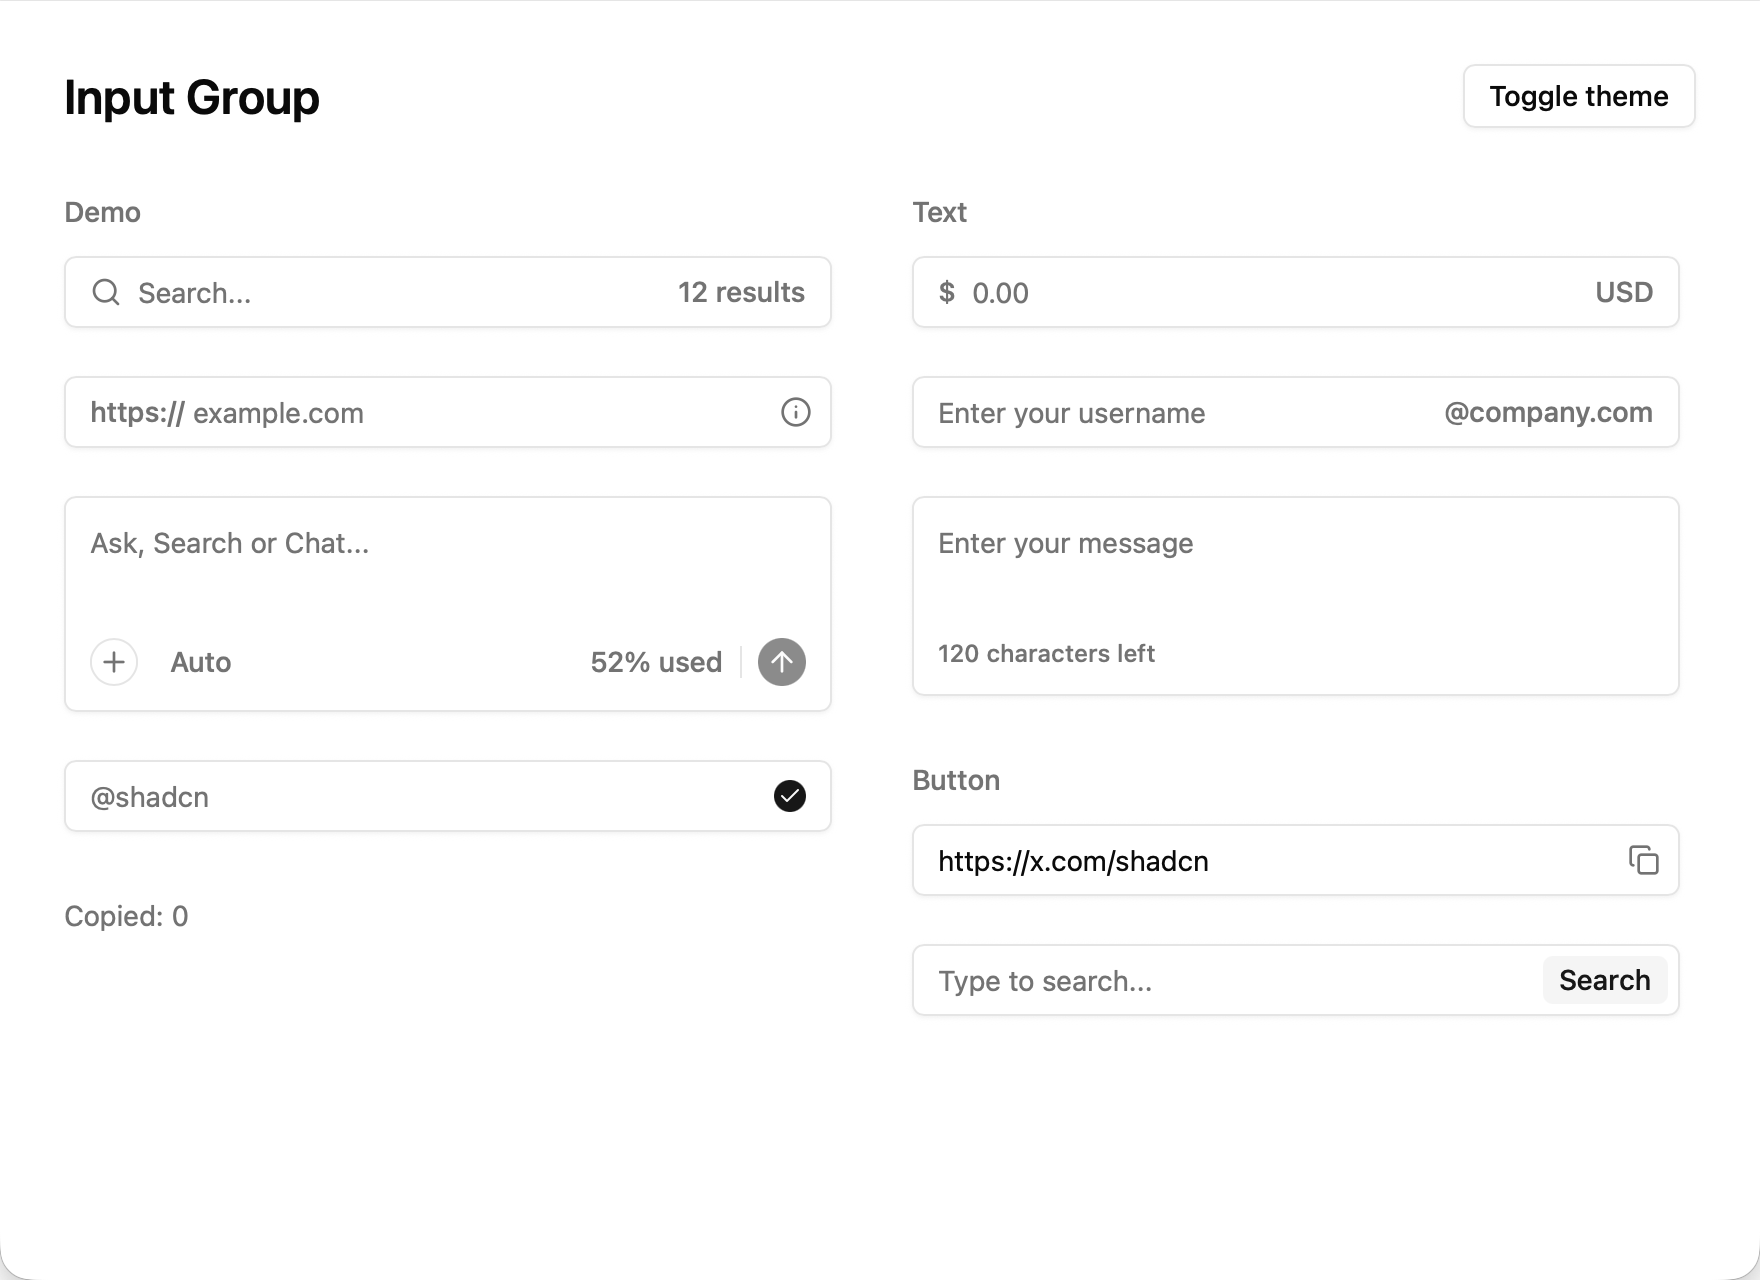 Input Group
Toggle theme
Demo
Search...
12 results
https://
example.com
Ask, Search or Chat...
Auto
52% used
@shadcn
Copied: 0
Text
$
0.00
USD
Enter your username
@company.com
Enter your message
120 characters left
Button
https://x.com/shadcn
Type to search...
Search